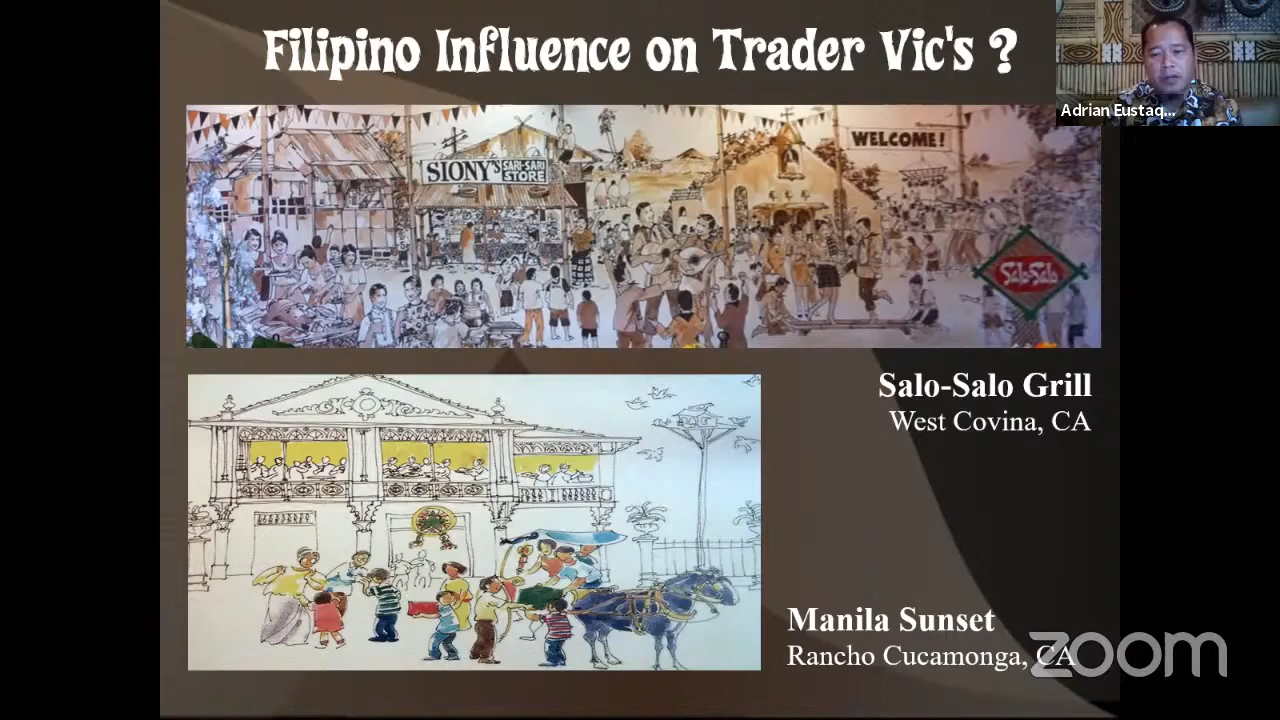 Filipino Influence on Trader Vic's ?
Adrian Eustaq...
SIONY'S SARI-SARI STORE
WELCOME!
Salo-Salo
Salo-Salo Grill
West Covina, CA
Manila Sunset
Rancho Cucamonga, CA
zoom